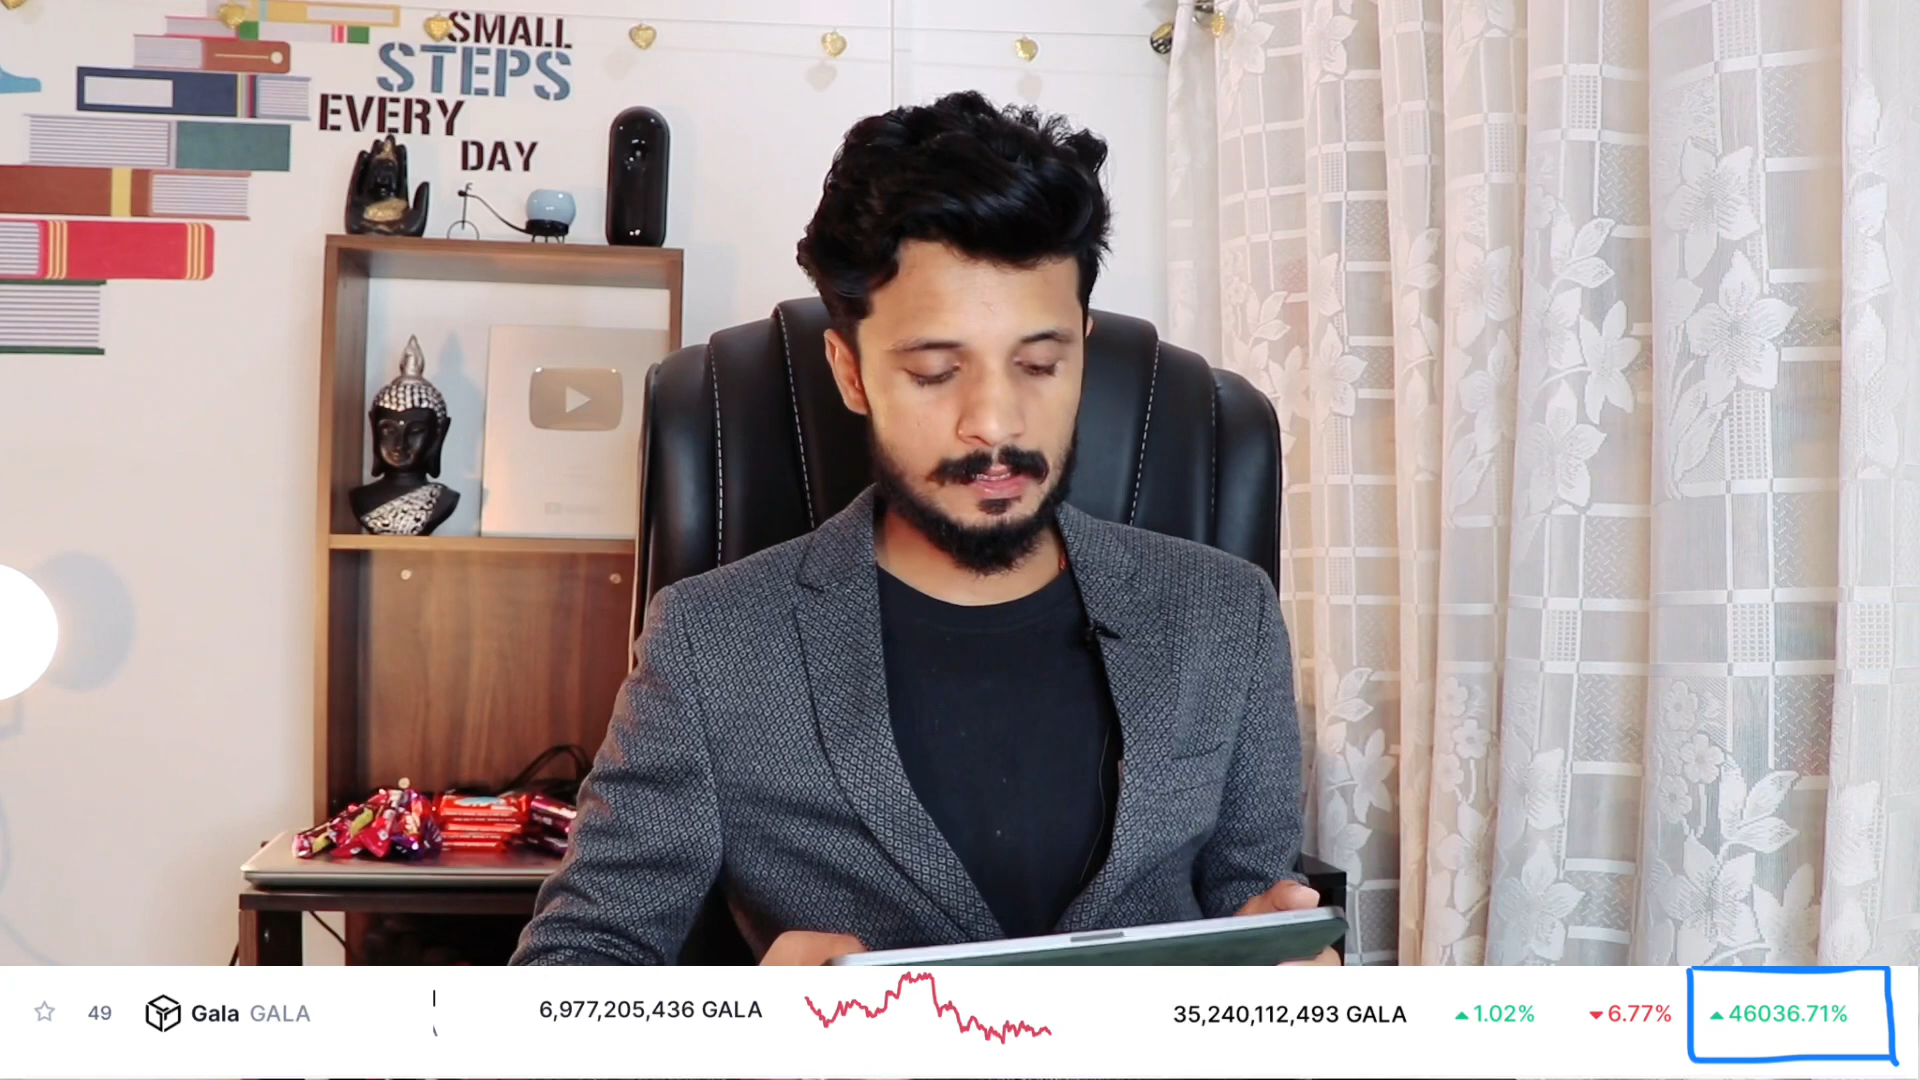 SMALL
STEPS
EVERY
DAY
49 Gala GALA 6,977,205,436 GALA 35,240,112,493 GALA 1.02% 6.77% 46036.71%